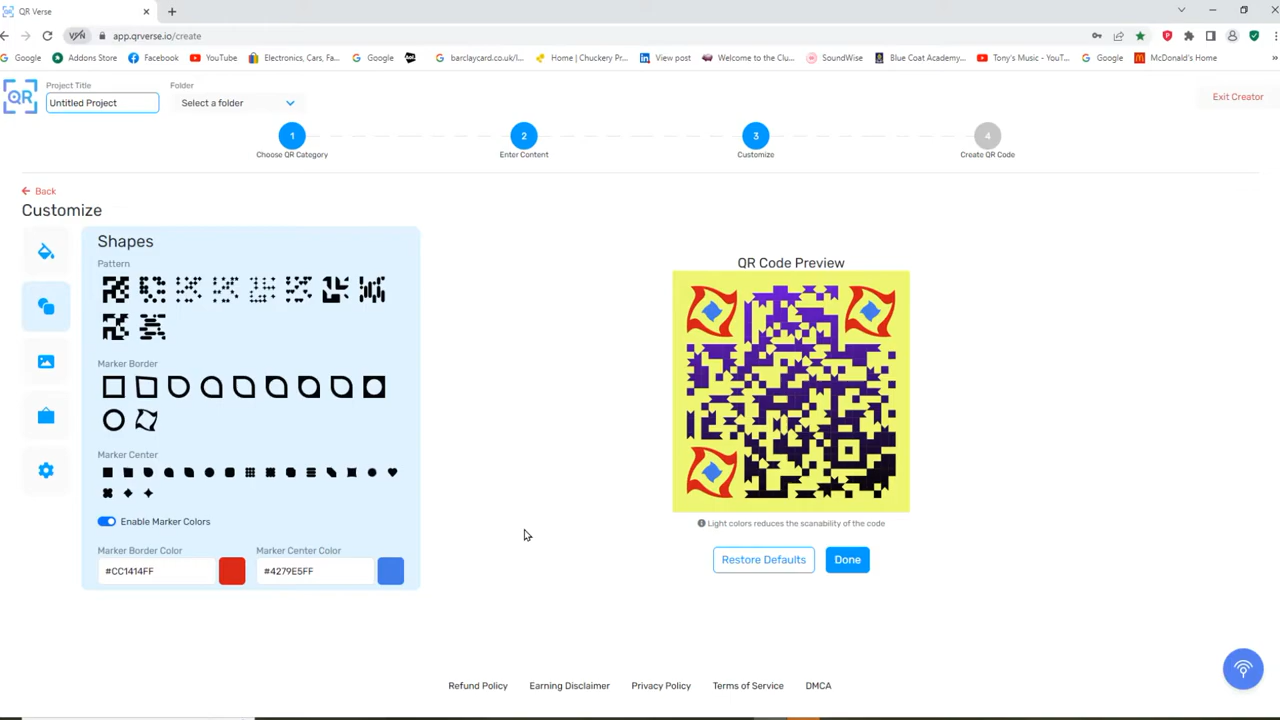 QR Verse
app.qrverse.io/create
Google
Addons Store
Facebook
YouTube
Electronics, Cars, Fa...
Google
Aol.
barclaycard.co.uk/l...
Home | Chuckery Pr...
View post
Welcome to the Clu...
SoundWise
Blue Coat Academy...
Tony's Music - YouT...
Google
McDonald's Home
Project Title
Folder
QR
Untitled Project
Select a folder
Exit Creator
1
2
3
4
Choose QR Category
Enter Content
Customize
Create QR Code
Back
Customize
Shapes
Pattern
Marker Border
Marker Center
Enable Marker Colors
Marker Border Color
Marker Center Color
#CC1414FF
#4279E5FF
QR Code Preview
Light colors reduces the scanability of the code
Restore Defaults
Done
Refund Policy
Earning Disclaimer
Privacy Policy
Terms of Service
DMCA